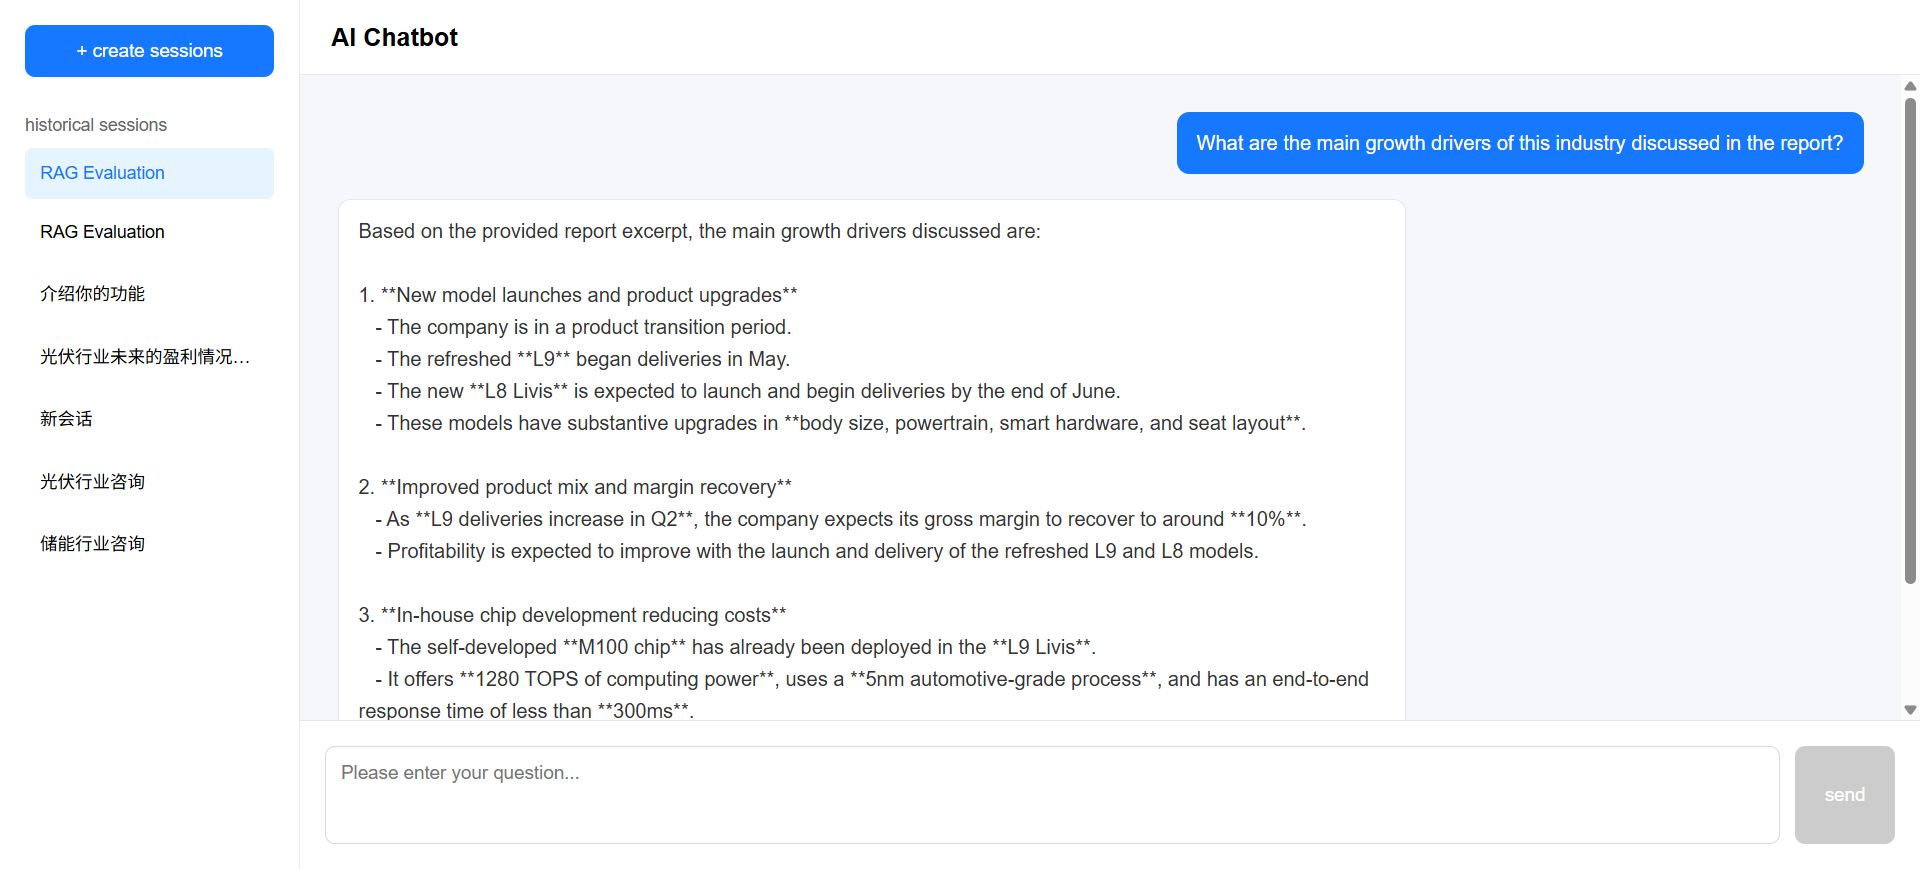 + create sessions
historical sessions
RAG Evaluation
RAG Evaluation
介绍你的功能
光伏行业未来的盈利情况...
新会话
光伏行业咨询
储能行业咨询
AI Chatbot
What are the main growth drivers of this industry discussed in the report?
Based on the provided report excerpt, the main growth drivers discussed are:
1. **New model launches and product upgrades**
- The company is in a product transition period.
- The refreshed **L9** began deliveries in May.
- The new **L8 Livis** is expected to launch and begin deliveries by the end of June.
- These models have substantive upgrades in **body size, powertrain, smart hardware, and seat layout**.
2. **Improved product mix and margin recovery**
- As **L9 deliveries increase in Q2**, the company expects its gross margin to recover to around **10%**.
- Profitability is expected to improve with the launch and delivery of the refreshed L9 and L8 models.
3. **In-house chip development reducing costs**
- The self-developed **M100 chip** has already been deployed in the **L9 Livis**.
- It offers **1280 TOPS of computing power**, uses a **5nm automotive-grade process**, and has an end-to-end
response time of less than **300ms**.
Please enter your question...
send